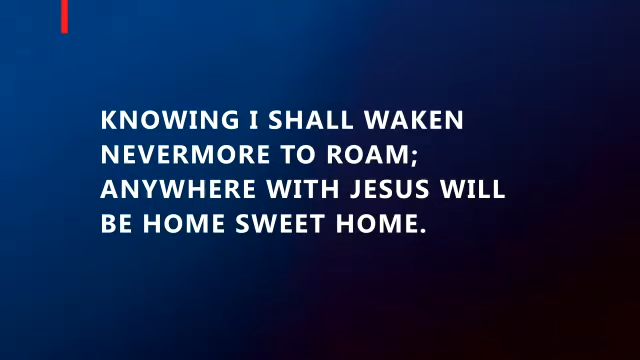 KNOWING I SHALL WAKEN
NEVERMORE TO ROAM;
ANYWHERE WITH JESUS WILL
BE HOME SWEET HOME.